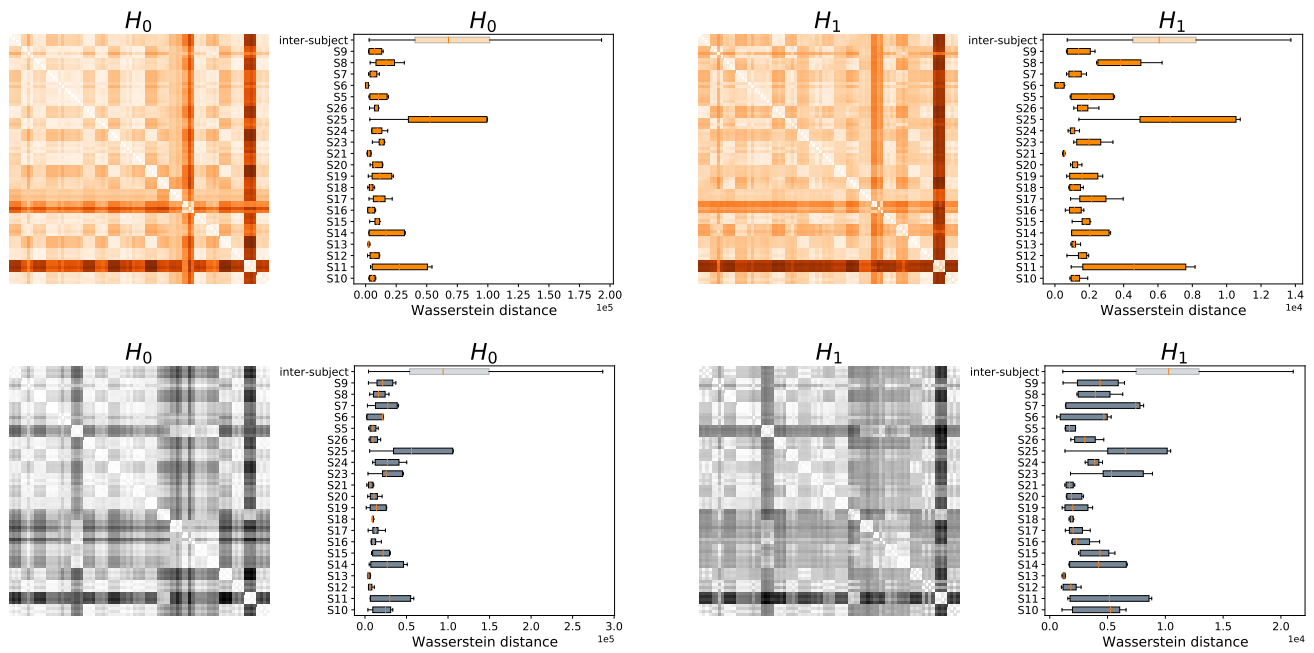 H0
H0
inter-subject
S9
S8
S7
S6
S5
S26
S25
S24
S23
S21
S20
S19
S18
S17
S16
S15
S14
S13
S12
S11
S10
0.00 0.25 0.50 0.75 1.00 1.25 1.50 1.75 2.00
1e5
Wasserstein distance
H1
H1
inter-subject
S9
S8
S7
S6
S5
S26
S25
S24
S23
S21
S20
S19
S18
S17
S16
S15
S14
S13
S12
S11
S10
0.0 0.2 0.4 0.6 0.8 1.0 1.2 1.4
1e4
Wasserstein distance
H0
H0
inter-subject
S9
S8
S7
S6
S5
S26
S25
S24
S23
S21
S20
S19
S18
S17
S16
S15
S14
S13
S12
S11
S10
0.0 0.5 1.0 1.5 2.0 2.5 3.0
1e5
Wasserstein distance
H1
H1
inter-subject
S9
S8
S7
S6
S5
S26
S25
S24
S23
S21
S20
S19
S18
S17
S16
S15
S14
S13
S12
S11
S10
0.0 0.5 1.0 1.5 2.0
1e4
Wasserstein distance